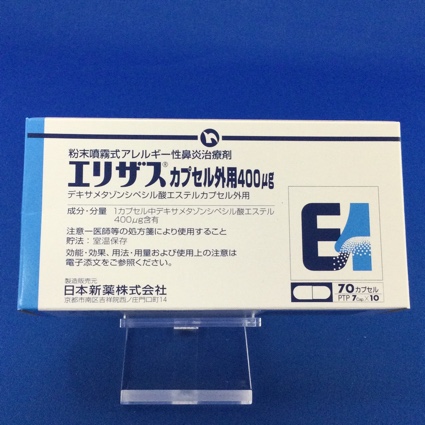 粉末噴霧式アレルギー性鼻炎治療剤
エリザス®カプセル外用400μg
デキサメタゾンシペシル酸エステルカプセル外用
成分・分量 1カプセル中デキサメタゾンシペシル酸エステル
400μg含有
注意－医師等の処方箋により使用すること
貯法：室温保存
効能・効果、用法・用量および使用上の注意は
電子添文をご参照ください。
製造販売元
日本新薬株式会社
京都市南区吉祥院西ノ庄門口町14
EA
70カプセル
PTP 7Cap.×10